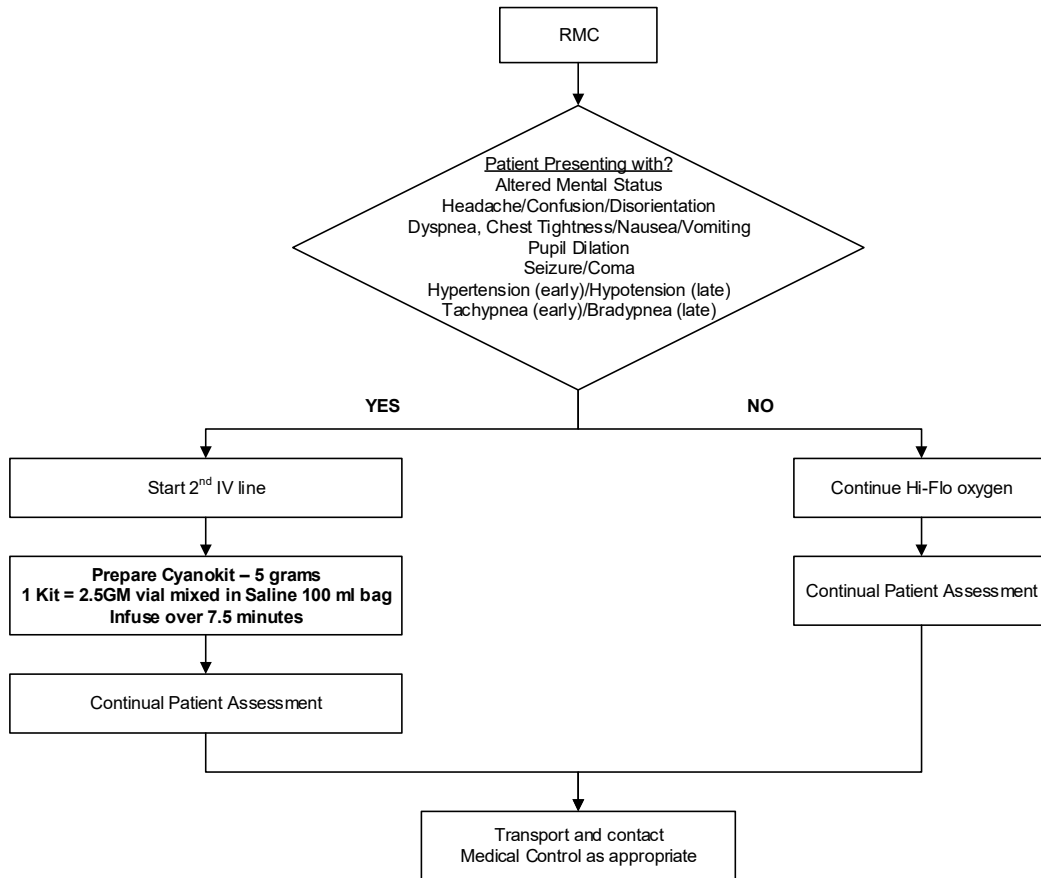 RMC
Patient Presenting with?
Altered Mental Status
Headache/Confusion/Disorientation
Dyspnea, Chest Tightness/Nausea/Vomiting
Pupil Dilation
Seizure/Coma
Hypertension (early)/Hypotension (late)
Tachypnea (early)/Bradypnea (late)
YES
NO
Start 2nd IV line
Continue Hi-Flo oxygen
Prepare Cyanokit – 5 grams
1 Kit = 2.5GM vial mixed in Saline 100 ml bag
Infuse over 7.5 minutes
Continual Patient Assessment
Continual Patient Assessment
Transport and contact
Medical Control as appropriate